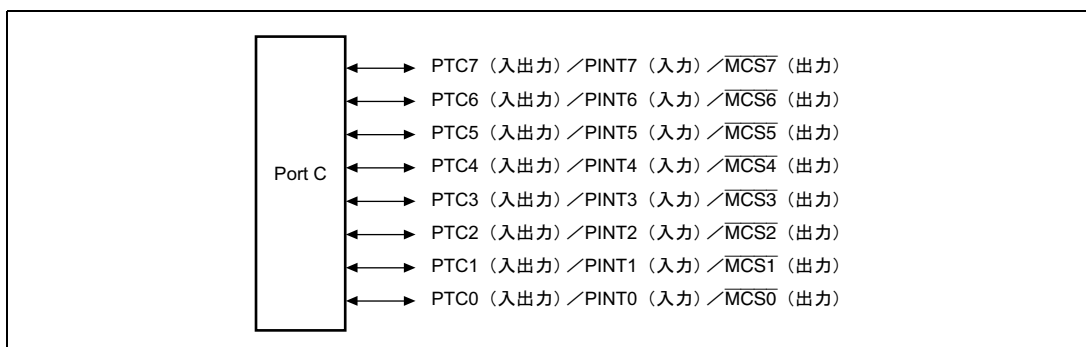 Port C
PTC7（入出力）／PINT7（入力）／MCS7（出力）
PTC6（入出力）／PINT6（入力）／MCS6（出力）
PTC5（入出力）／PINT5（入力）／MCS5（出力）
PTC4（入出力）／PINT4（入力）／MCS4（出力）
PTC3（入出力）／PINT3（入力）／MCS3（出力）
PTC2（入出力）／PINT2（入力）／MCS2（出力）
PTC1（入出力）／PINT1（入力）／MCS1（出力）
PTC0（入出力）／PINT0（入力）／MCS0（出力）